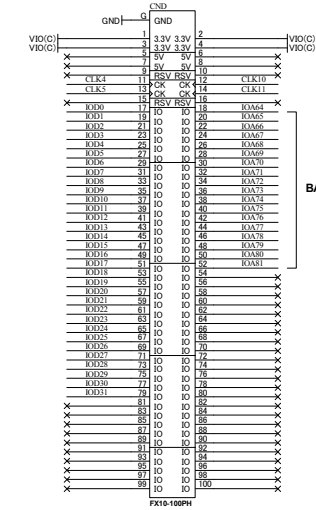 CND
GND G GND
VIO(C) 1 3.3V 3.3V 2 VIO(C)
VIO(C) 3 3.3V 3.3V 4 VIO(C)
5 5V 5V 6
7 5V 5V 8
9 RSV RSV 10
CLK4 11 CK CK 12 CLK10
CLK5 13 CK CK 14 CLK11
15 RSV RSV 16
IOD0 17 IO IO 18 IOA64
IOD1 19 IO IO 20 IOA65
IOD2 21 IO IO 22 IOA66
IOD3 23 IO IO 24 IOA67
IOD4 25 IO IO 26 IOA68
IOD5 27 IO IO 28 IOA69
IOD6 29 IO IO 30 IOA70
IOD7 31 IO IO 32 IOA71
IOD8 33 IO IO 34 IOA72
IOD9 35 IO IO 36 IOA73
IOD10 37 IO IO 38 IOA74
IOD11 39 IO IO 40 IOA75
IOD12 41 IO IO 42 IOA76
IOD13 43 IO IO 44 IOA77
IOD14 45 IO IO 46 IOA78
IOD15 47 IO IO 48 IOA79
IOD16 49 IO IO 50 IOA80
IOD17 51 IO IO 52 IOA81
IOD18 53 IO IO 54
IOD19 55 IO IO 56
IOD20 57 IO IO 58
IOD21 59 IO IO 60
IOD22 61 IO IO 62
IOD23 63 IO IO 64
IOD24 65 IO IO 66
IOD25 67 IO IO 68
IOD26 69 IO IO 70
IOD27 71 IO IO 72
IOD28 73 IO IO 74
IOD29 75 IO IO 76
IOD30 77 IO IO 78
IOD31 79 IO IO 80
81 IO IO 82
83 IO IO 84
85 IO IO 86
87 IO IO 88
89 IO IO 90
91 IO IO 92
93 IO IO 94
95 IO IO 96
97 IO IO 98
99 IO IO 100
FX10-100PH